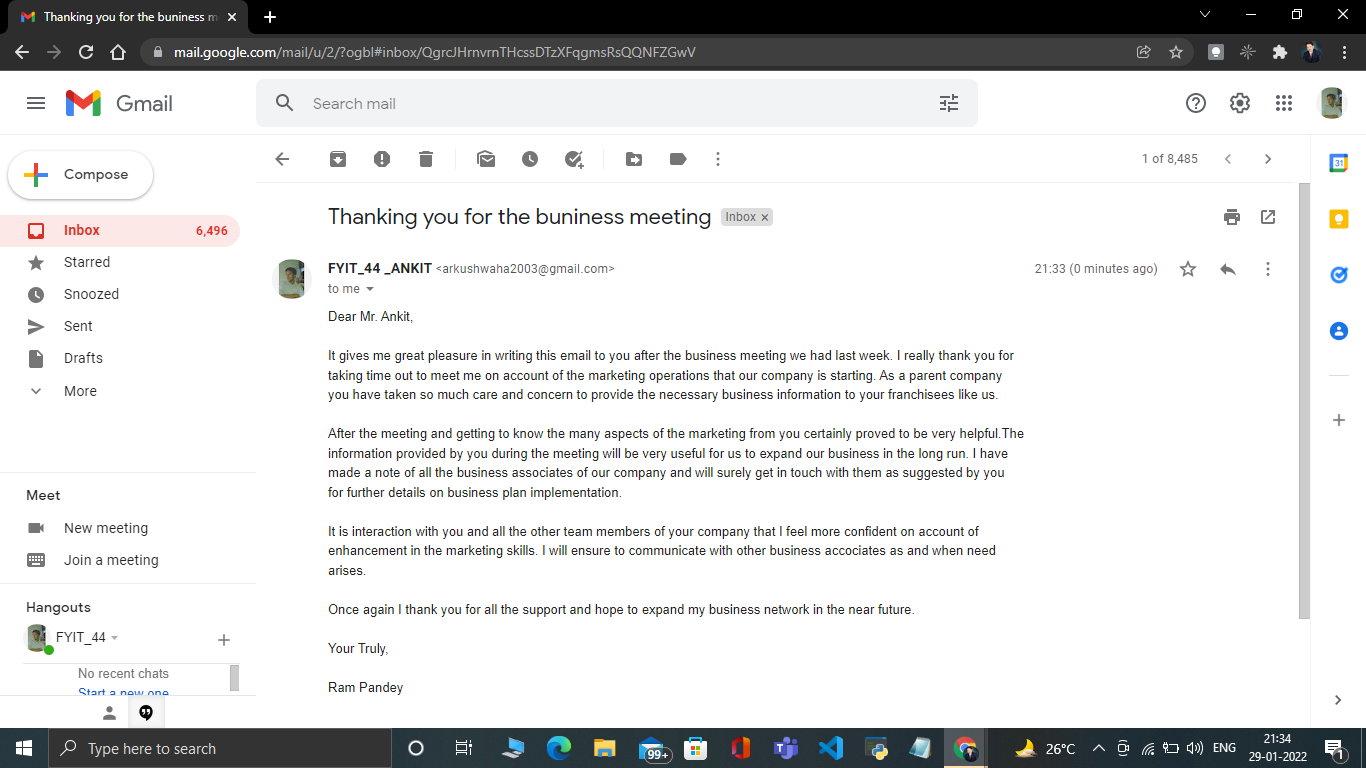 Thanking you for the buniness m
mail.google.com/mail/u/2/?ogbl#inbox/QgrcJHrnvrnTHcssDTzXFqgmsRsQQNFZGwV
Gmail
Search mail
Compose
1 of 8,485
31
Inbox 6,496
Starred
Snoozed
Sent
Drafts
More
Thanking you for the buniness meeting Inbox ×
FYIT_44 _ANKIT <arkushwaha2003@gmail.com> 21:33 (0 minutes ago)
to me
Dear Mr. Ankit,
It gives me great pleasure in writing this email to you after the business meeting we had last week. I really thank you for
taking time out to meet me on account of the marketing operations that our company is starting. As a parent company
you have taken so much care and concern to provide the necessary business information to your franchisees like us.
After the meeting and getting to know the many aspects of the marketing from you certainly proved to be very helpful.The
information provided by you during the meeting will be very useful for us to expand our business in the long run. I have
made a note of all the business associates of our company and will surely get in touch with them as suggested by you
for further details on business plan implementation.
It is interaction with you and all the other team members of your company that I feel more confident on account of
enhancement in the marketing skills. I will ensure to communicate with other business accociates as and when need
arises.
Once again I thank you for all the support and hope to expand my business network in the near future.
Your Truly,
Ram Pandey
Meet
New meeting
Join a meeting
Hangouts
FYIT_44
No recent chats
Start a new one
Type here to search
99+
26°C
ENG
21:34
29-01-2022
1